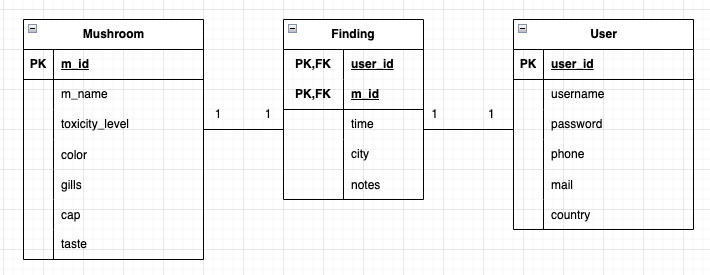 Mushroom
PK m_id
m_name
toxicity_level
color
gills
cap
taste
1 1
Finding
PK,FK user_id
PK,FK m_id
time
city
notes
1 1
User
PK user_id
username
password
phone
mail
country